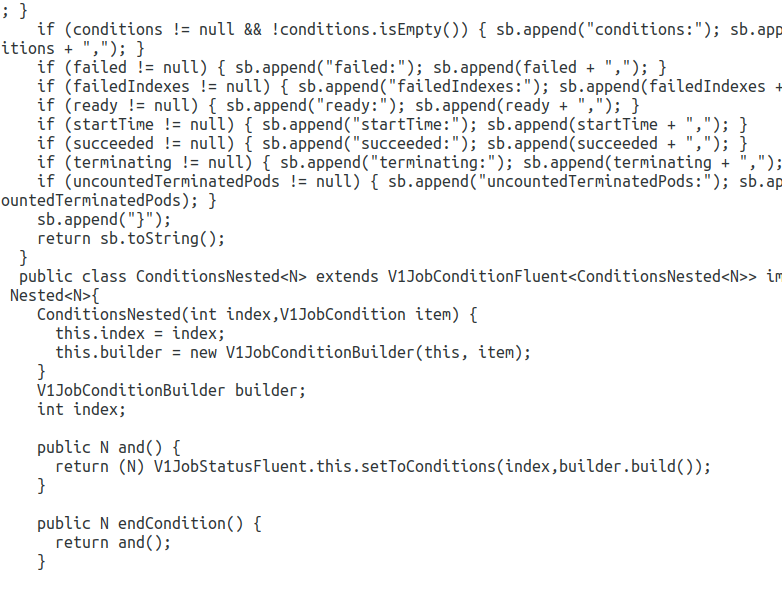 ; }
    if (conditions != null && !conditions.isEmpty()) { sb.append("conditions:"); sb.app
itions + ","); }
    if (failed != null) { sb.append("failed:"); sb.append(failed + ","); }
    if (failedIndexes != null) { sb.append("failedIndexes:"); sb.append(failedIndexes +
    if (ready != null) { sb.append("ready:"); sb.append(ready + ","); }
    if (startTime != null) { sb.append("startTime:"); sb.append(startTime + ","); }
    if (succeeded != null) { sb.append("succeeded:"); sb.append(succeeded + ","); }
    if (terminating != null) { sb.append("terminating:"); sb.append(terminating + ",");
    if (uncountedTerminatedPods != null) { sb.append("uncountedTerminatedPods:"); sb.ap
ountedTerminatedPods); }
    sb.append("}");
    return sb.toString();
  }
  public class ConditionsNested<N> extends V1JobConditionFluent<ConditionsNested<N>> im
 Nested<N>{
    ConditionsNested(int index,V1JobCondition item) {
      this.index = index;
      this.builder = new V1JobConditionBuilder(this, item);
    }
    V1JobConditionBuilder builder;
    int index;

    public N and() {
      return (N) V1JobStatusFluent.this.setToConditions(index,builder.build());
    }

    public N endCondition() {
      return and();
    }